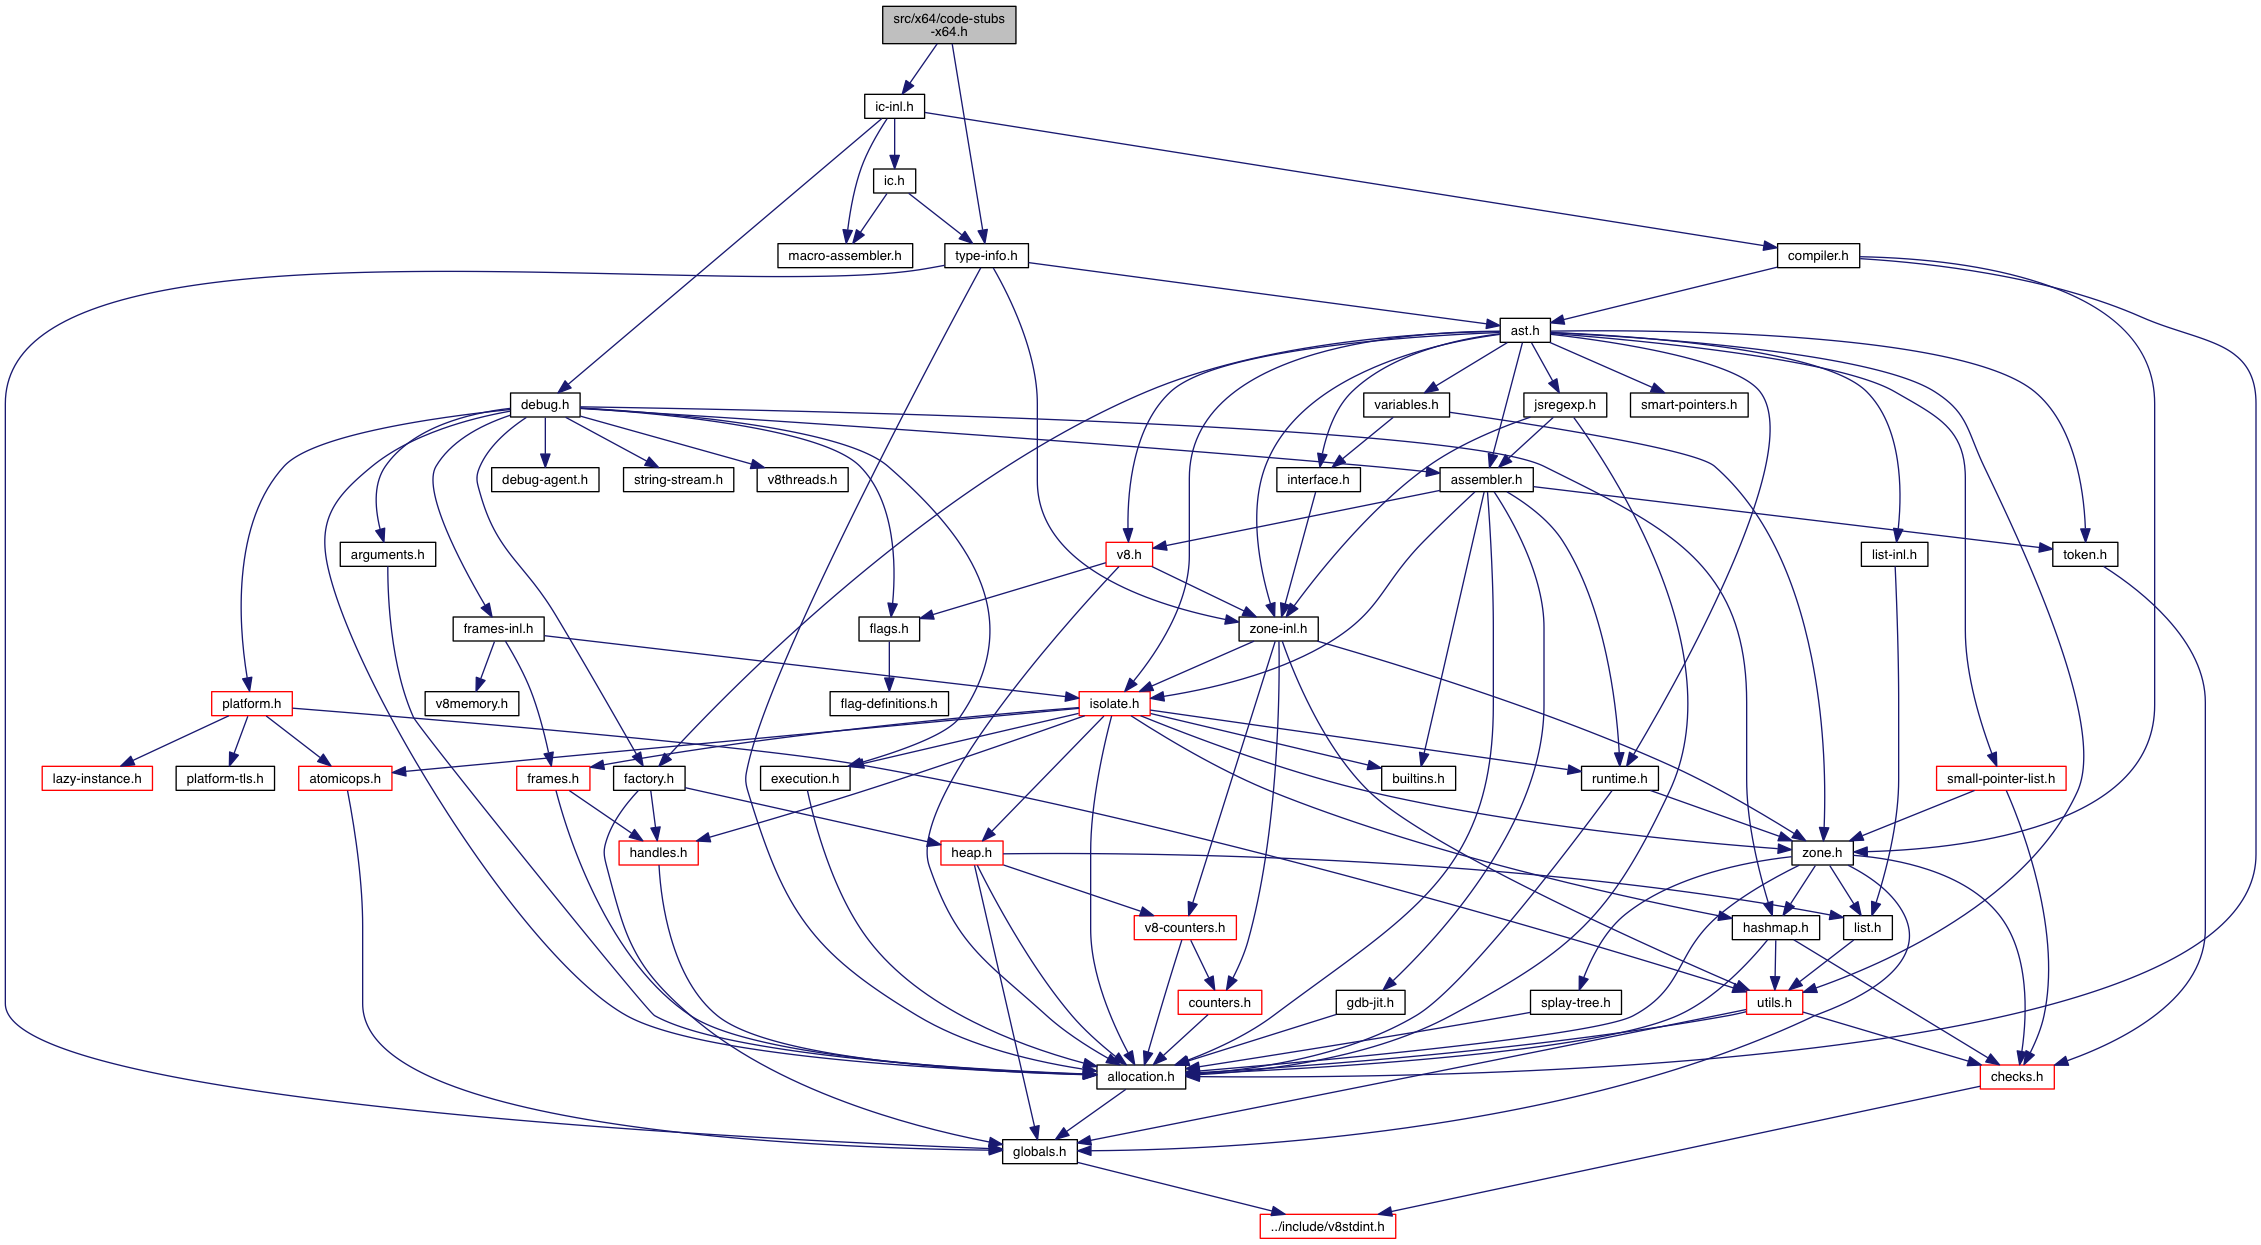 src/x64/code-stubs
-x64.h
ic-inl.h
ic.h
macro-assembler.h
type-info.h
compiler.h
ast.h
debug.h
variables.h
jsregexp.h
smart-pointers.h
debug-agent.h
string-stream.h
v8threads.h
interface.h
assembler.h
arguments.h
v8.h
list-inl.h
token.h
frames-inl.h
flags.h
zone-inl.h
platform.h
v8memory.h
flag-definitions.h
isolate.h
lazy-instance.h
platform-tls.h
atomicops.h
frames.h
factory.h
execution.h
builtins.h
runtime.h
small-pointer-list.h
handles.h
heap.h
zone.h
v8-counters.h
hashmap.h
list.h
counters.h
gdb-jit.h
splay-tree.h
utils.h
allocation.h
checks.h
globals.h
../include/v8stdint.h